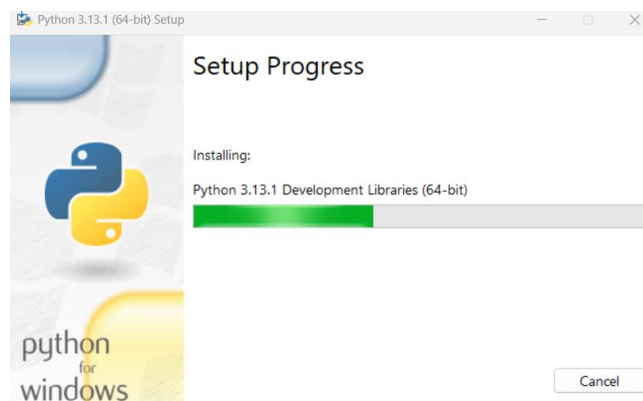 Python 3.13.1 (64-bit) Setup
Setup Progress
Installing:
Python 3.13.1 Development Libraries (64-bit)
python
for
windows
Cancel